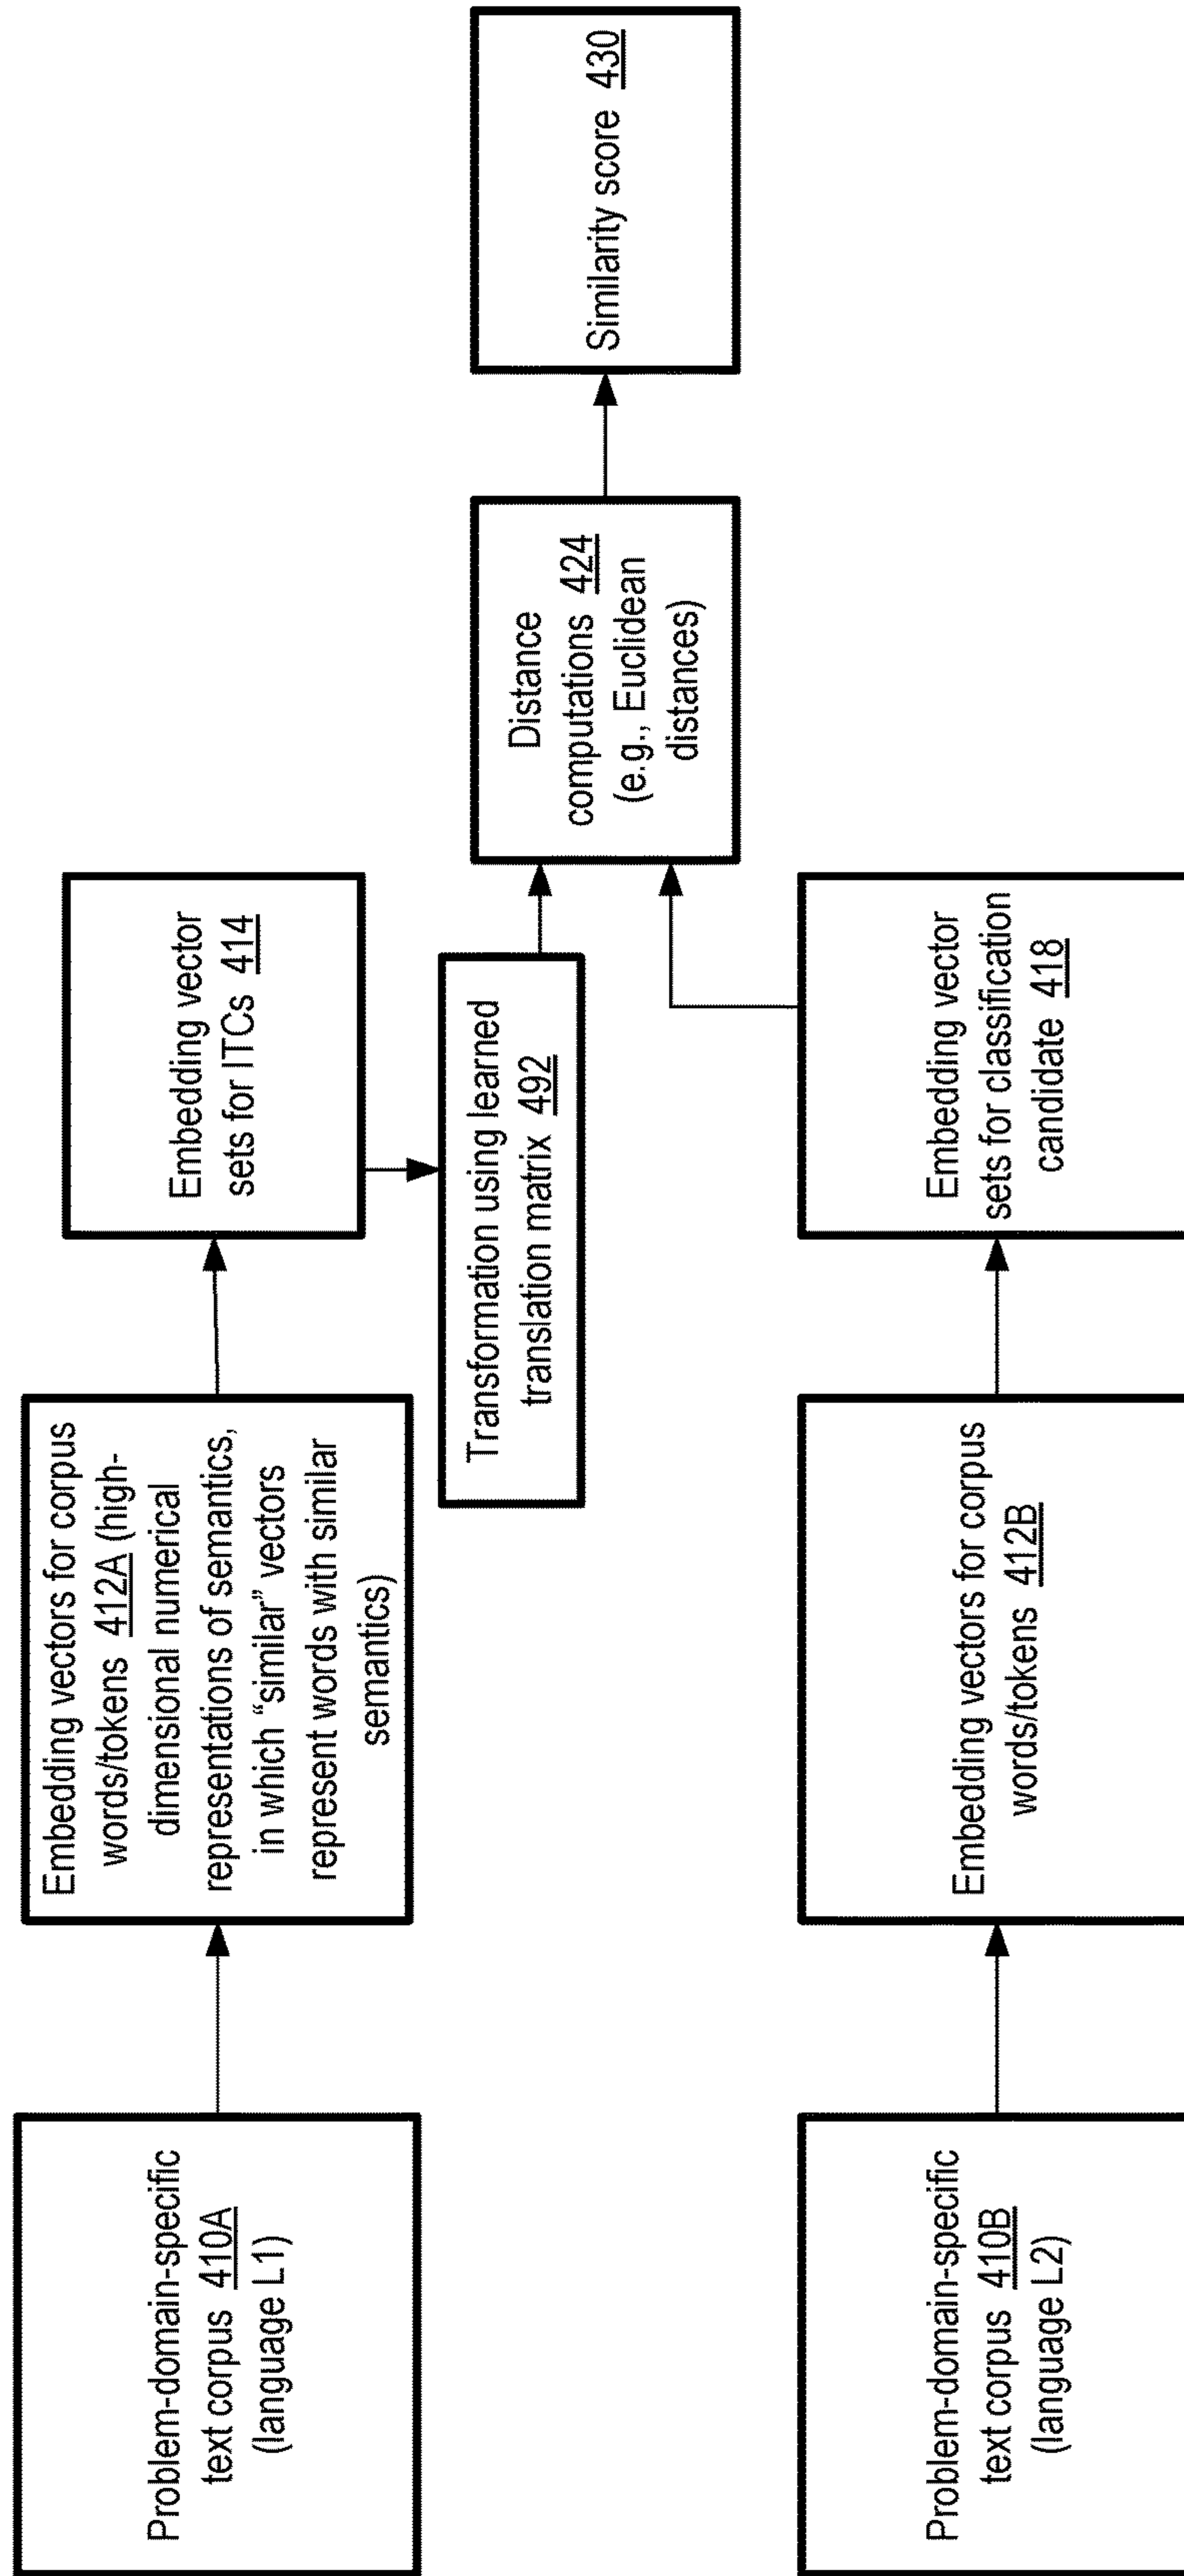 Problem-domain-specific
text corpus 410A
(language L1)
Embedding vectors for corpus
words/tokens 412A (high-
dimensional numerical
representations of semantics,
in which “similar” vectors
represent words with similar
semantics)
Embedding vector
sets for ITCs 414
Transformation using learned
translation matrix 492
Distance
computations 424
(e.g., Euclidean
distances)
Similarity score 430
Problem-domain-specific
text corpus 410B
(language L2)
Embedding vectors for corpus
words/tokens 412B
Embedding vector
sets for classification
candidate 418